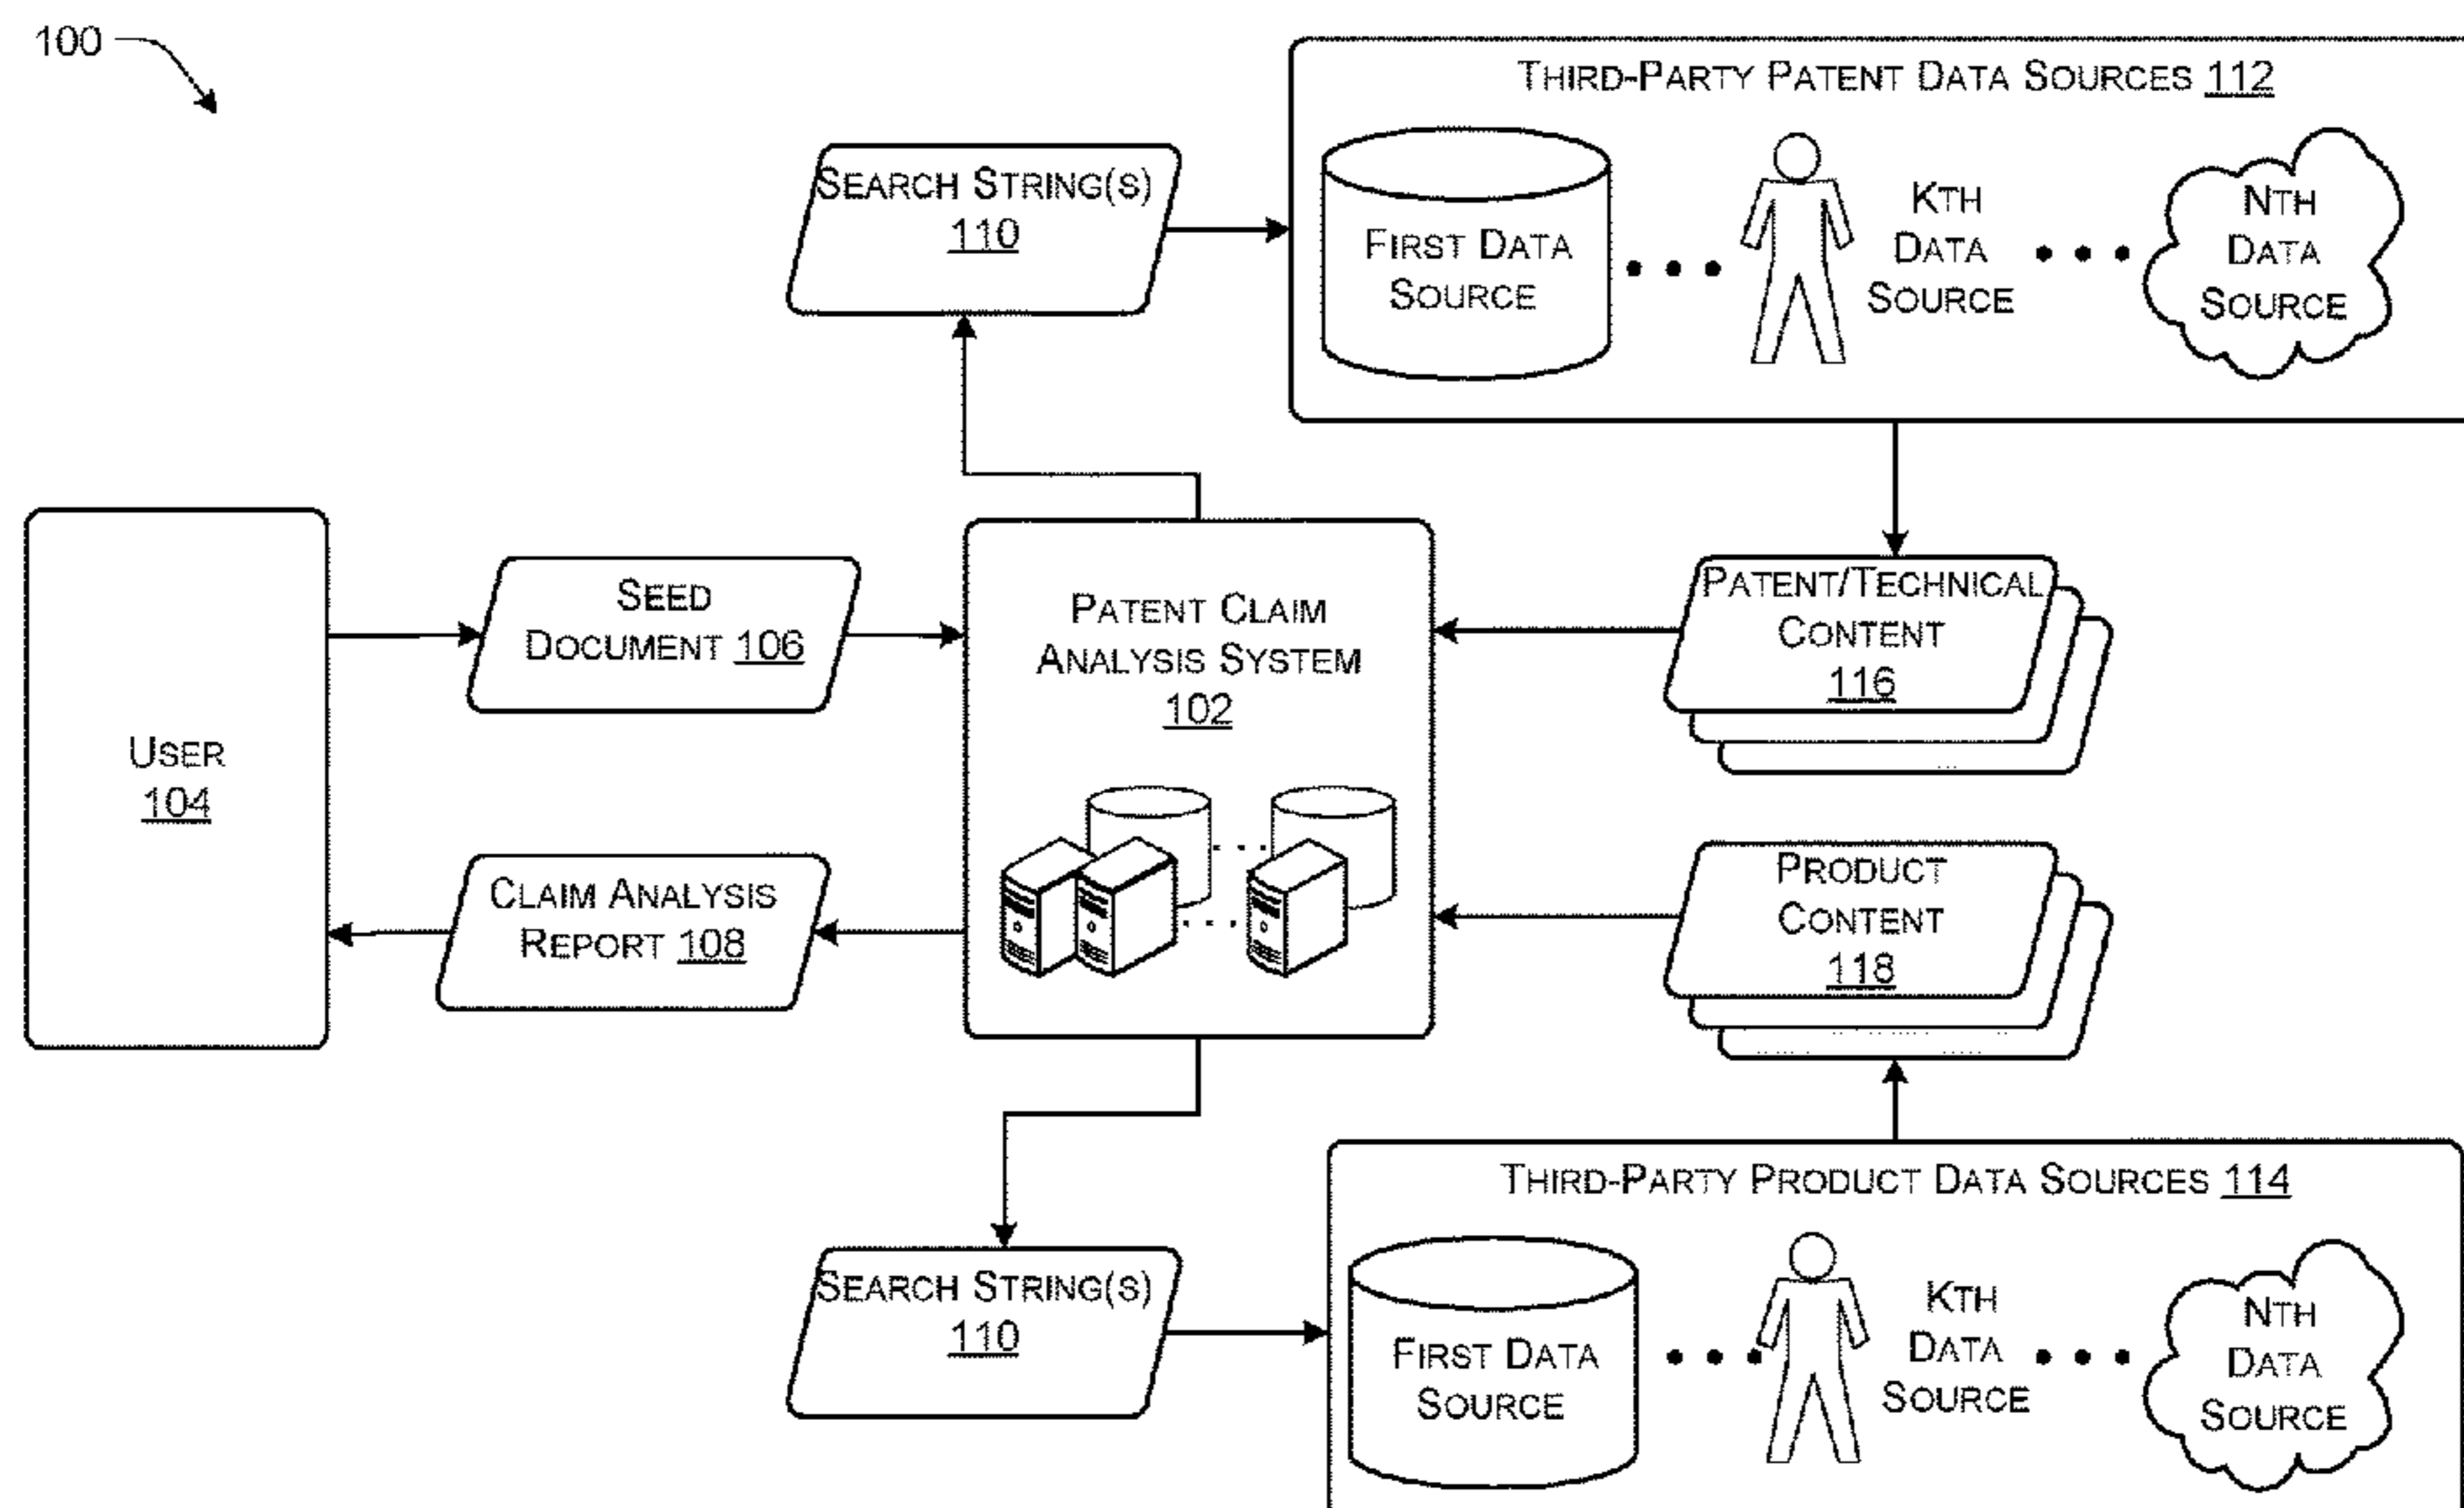 100
THIRD-PARTY PATENT DATA SOURCES 112
SEARCH STRING(S)
110
FIRST DATA
SOURCE
KTH
DATA
SOURCE
NTH
DATA
SOURCE
USER
104
SEED
DOCUMENT 106
CLAIM ANALYSIS
REPORT 108
PATENT CLAIM
ANALYSIS SYSTEM
102
PATENT/TECHNICAL
CONTENT
116
PRODUCT
CONTENT
118
SEARCH STRING(S)
110
THIRD-PARTY PRODUCT DATA SOURCES 114
FIRST DATA
SOURCE
KTH
DATA
SOURCE
NTH
DATA
SOURCE